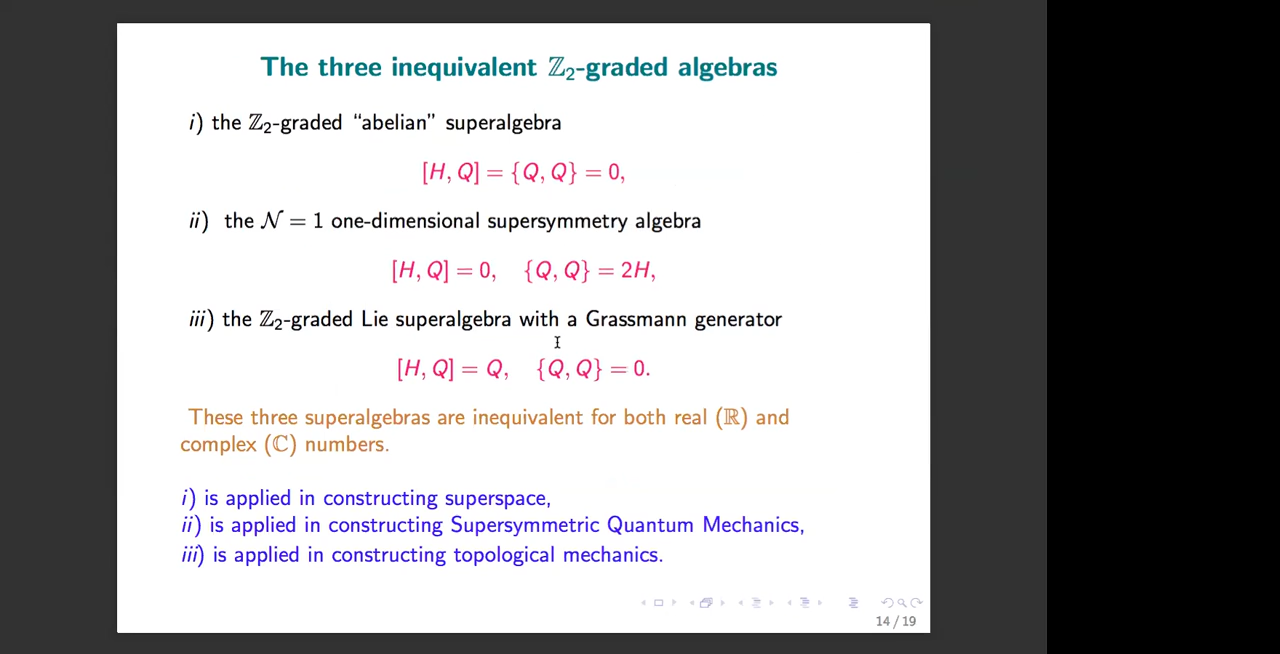 The three inequivalent ℤ₂-graded algebras
i) the ℤ₂-graded “abelian” superalgebra
[H, Q] = {Q, Q} = 0,
ii) the 𝒩 = 1 one-dimensional supersymmetry algebra
[H, Q] = 0, {Q, Q} = 2H,
iii) the ℤ₂-graded Lie superalgebra with a Grassmann generator
[H, Q] = Q, {Q, Q} = 0.
These three superalgebras are inequivalent for both real (ℝ) and
complex (ℂ) numbers.
i) is applied in constructing superspace,
ii) is applied in constructing Supersymmetric Quantum Mechanics,
iii) is applied in constructing topological mechanics.
14 / 19